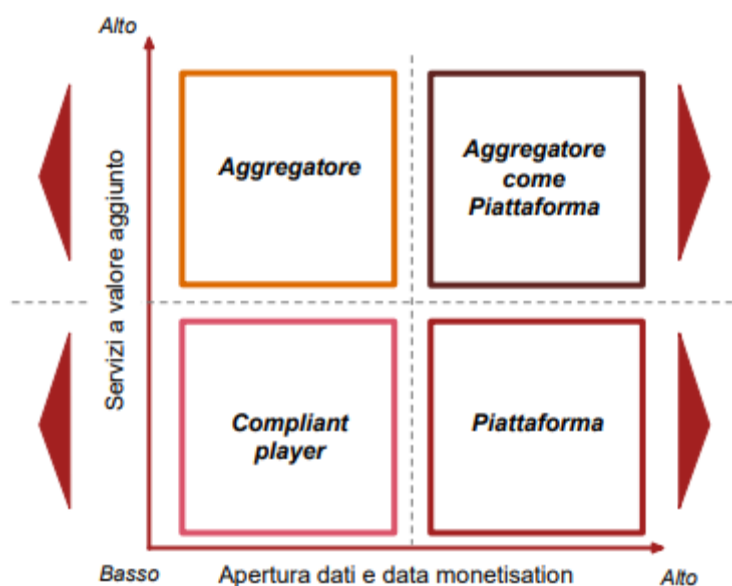 Alto
Servizi a valore aggiunto
Aggregatore
Aggregatore
come
Piattaforma
Compliant
player
Piattaforma
Basso
Apertura dati e data monetisation
Alto